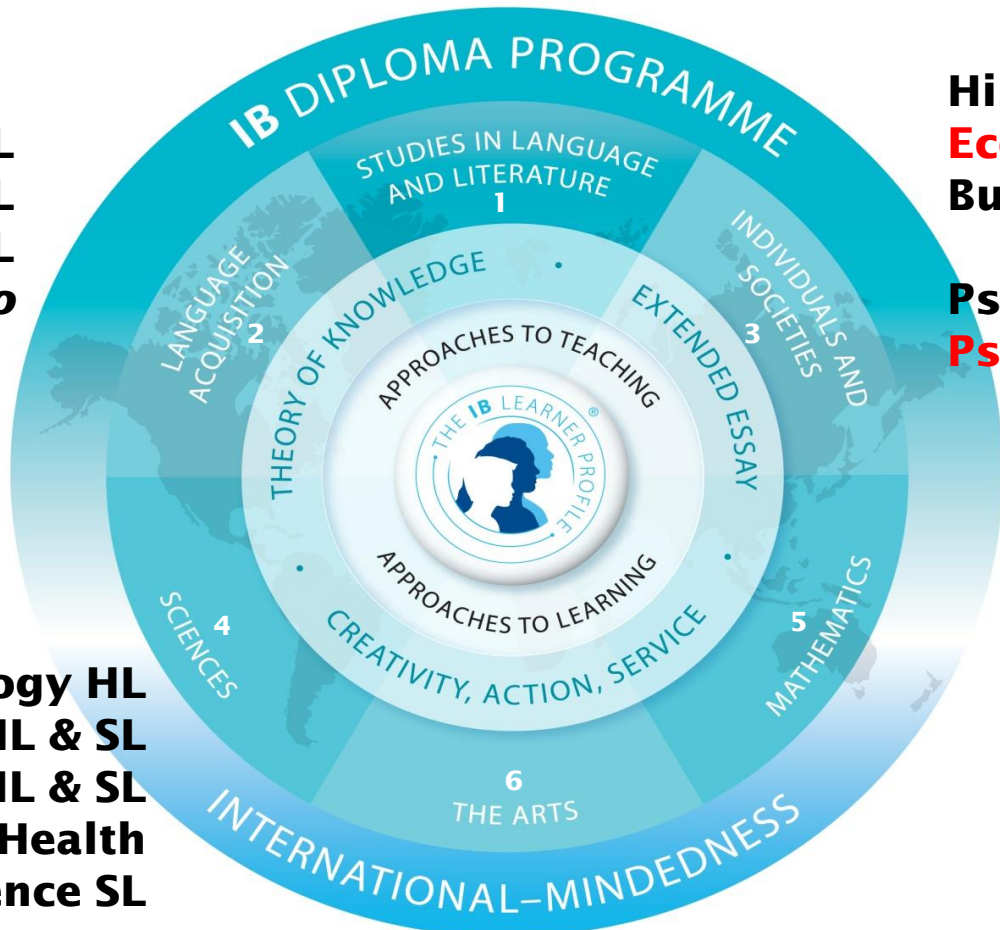 IB DIPLOMA PROGRAMME
STUDIES IN LANGUAGE
AND LITERATURE
1
LANGUAGE
ACQUISITION
2
INDIVIDUALS AND
SOCIETIES
3
THEORY OF KNOWLEDGE
EXTENDED ESSAY
APPROACHES TO TEACHING
THE IB LEARNER PROFILE
®
APPROACHES TO LEARNING
CREATIVITY, ACTION, SERVICE
SCIENCES
4
MATHEMATICS
5
6
THE ARTS
INTERNATIONAL–MINDEDNESS
HL
& SL
& SL
Health
SL